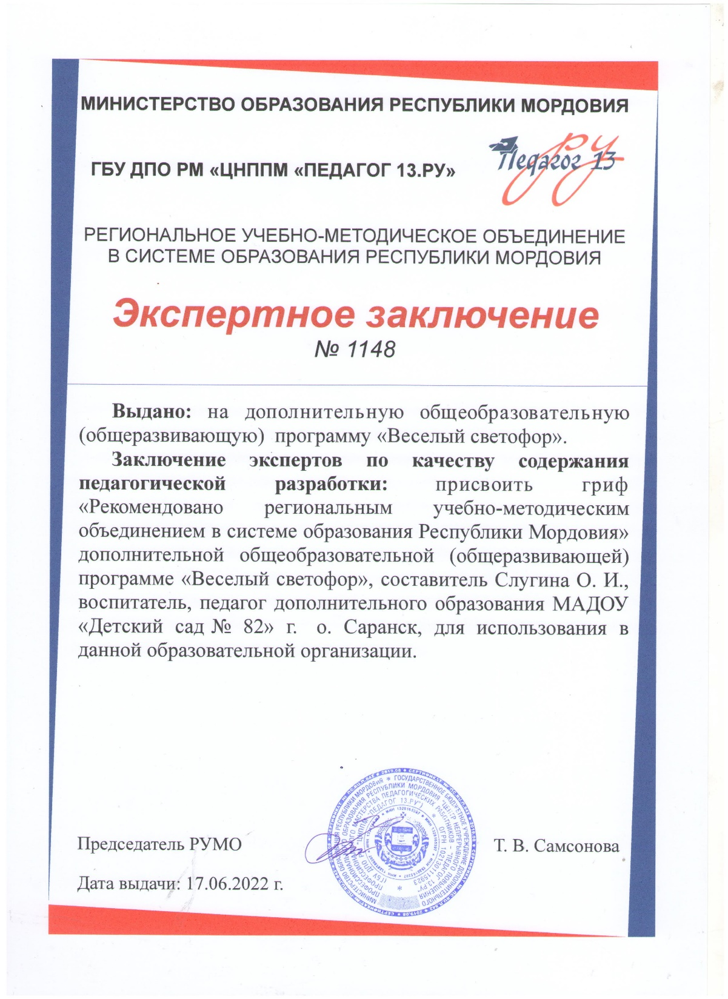 МИНИСТЕРСТВО ОБРАЗОВАНИЯ РЕСПУБЛИКИ МОРДОВИЯ
ГБУ ДПО РМ «ЦНППМ «ПЕДАГОГ 13.РУ»
Педагог 13 РУ
РЕГИОНАЛЬНОЕ УЧЕБНО-МЕТОДИЧЕСКОЕ ОБЪЕДИНЕНИЕ
В СИСТЕМЕ ОБРАЗОВАНИЯ РЕСПУБЛИКИ МОРДОВИЯ
Экспертное заключение
№ 1148
Выдано: на дополнительную общеобразовательную
(общеразвивающую) программу «Веселый светофор».
Заключение экспертов по качеству содержания
педагогической разработки: присвоить гриф
«Рекомендовано региональным учебно-методическим
объединением в системе образования Республики Мордовия»
дополнительной общеобразовательной (общеразвивающей)
программе «Веселый светофор», составитель Слугина О. И.,
воспитатель, педагог дополнительного образования МАДОУ
«Детский сад № 82» г. о. Саранск, для использования в
данной образовательной организации.
Председатель РУМО
Т. В. Самсонова
Дата выдачи: 17.06.2022 г.